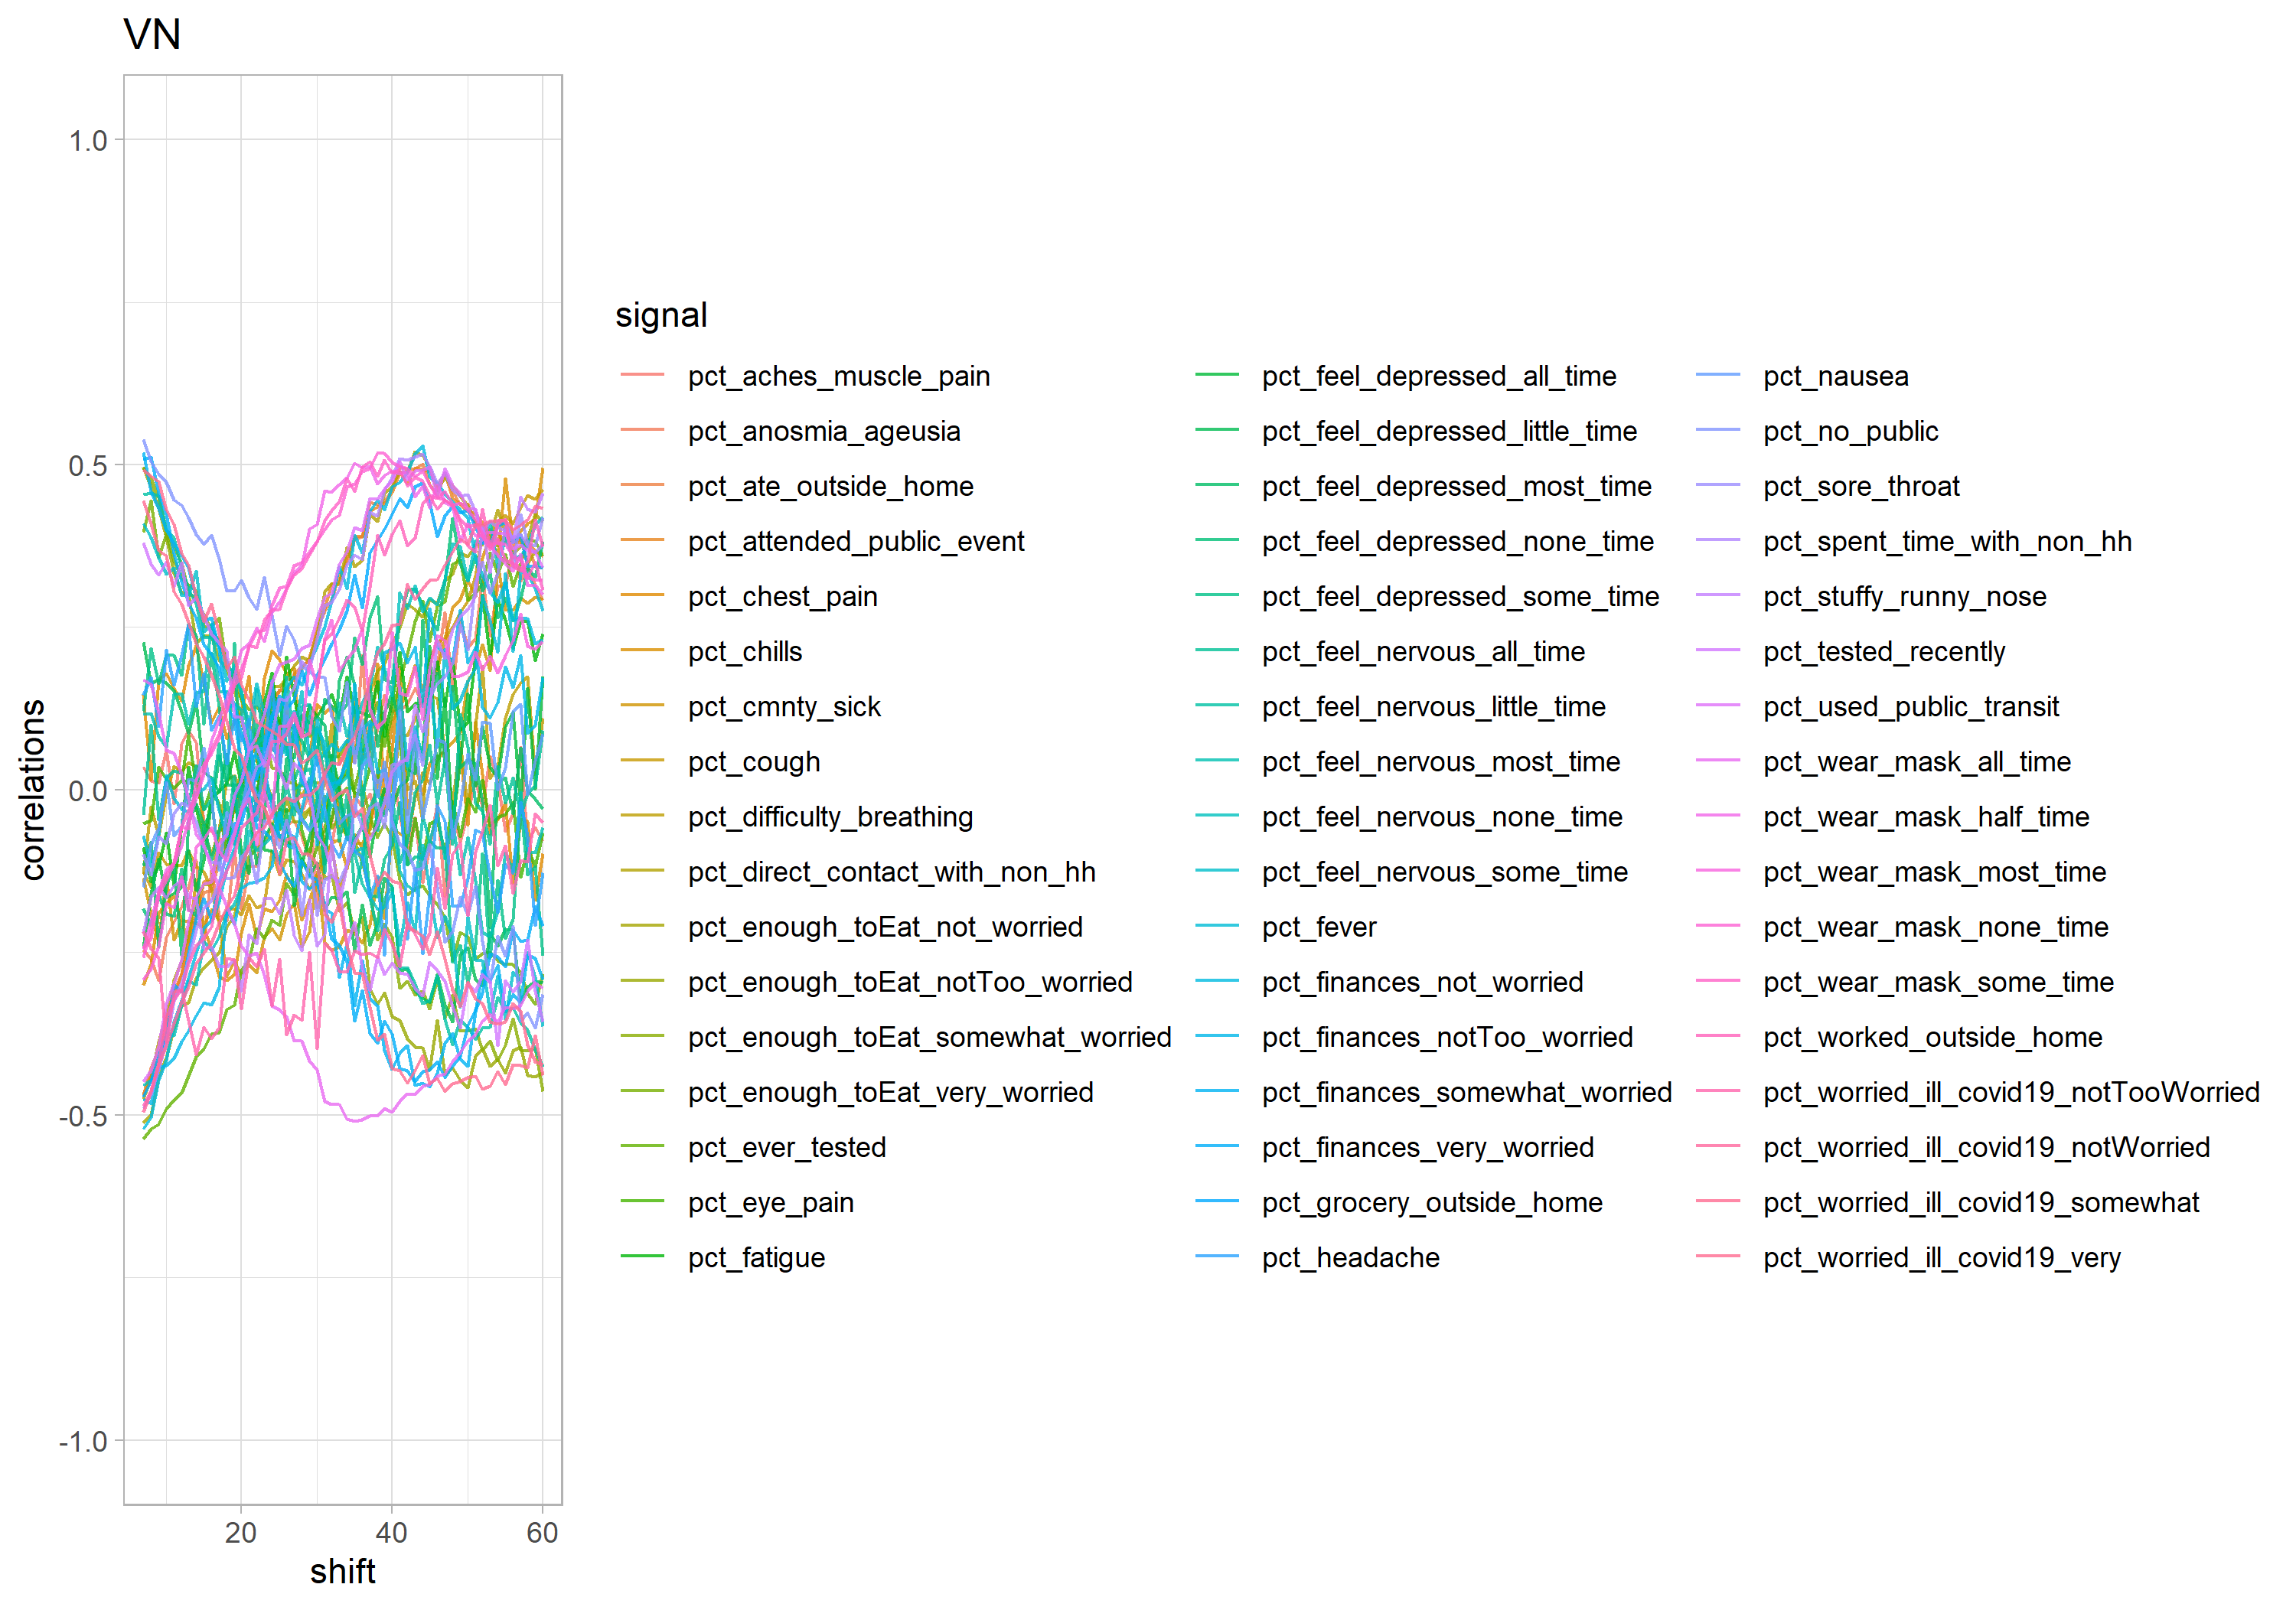 VN
1.0
0.5
0.0
-0.5
-1.0
correlations
20 40 60
shift
signal
pct_aches_muscle_pain
pct_anosmia_ageusia
pct_ate_outside_home
pct_attended_public_event
pct_chest_pain
pct_chills
pct_cmnty_sick
pct_cough
pct_difficulty_breathing
pct_direct_contact_with_non_hh
pct_enough_toEat_not_worried
pct_enough_toEat_notToo_worried
pct_enough_toEat_somewhat_worried
pct_enough_toEat_very_worried
pct_ever_tested
pct_eye_pain
pct_fatigue
pct_feel_depressed_all_time
pct_feel_depressed_little_time
pct_feel_depressed_most_time
pct_feel_depressed_none_time
pct_feel_depressed_some_time
pct_feel_nervous_all_time
pct_feel_nervous_little_time
pct_feel_nervous_most_time
pct_feel_nervous_none_time
pct_feel_nervous_some_time
pct_fever
pct_finances_not_worried
pct_finances_notToo_worried
pct_finances_somewhat_worried
pct_finances_very_worried
pct_grocery_outside_home
pct_headache
pct_nausea
pct_no_public
pct_sore_throat
pct_spent_time_with_non_hh
pct_stuffy_runny_nose
pct_tested_recently
pct_used_public_transit
pct_wear_mask_all_time
pct_wear_mask_half_time
pct_wear_mask_most_time
pct_wear_mask_none_time
pct_wear_mask_some_time
pct_worked_outside_home
pct_worried_ill_covid19_notTooWorried
pct_worried_ill_covid19_notWorried
pct_worried_ill_covid19_somewhat
pct_worried_ill_covid19_very